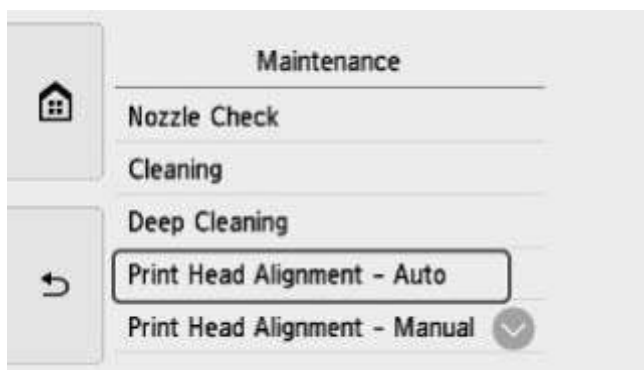 Maintenance
Nozzle Check
Cleaning
Deep Cleaning
Print Head Alignment - Auto
Print Head Alignment - Manual